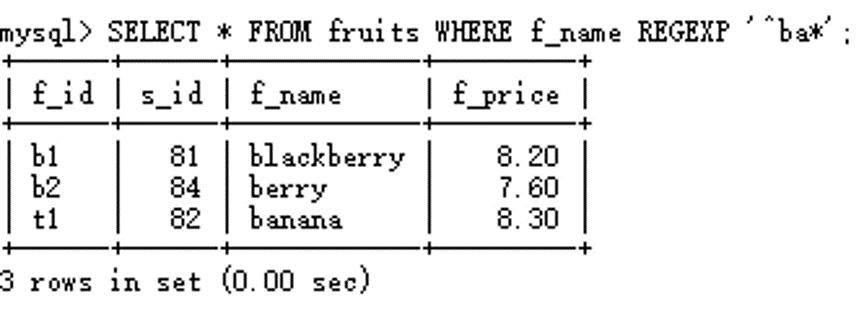 mysql> SELECT * FROM fruits WHERE f_name REGEXP '^ba*';
| f_id | s_id | f_name | f_price |
| b1 | 81 | blackberry | 8.20 |
| b2 | 84 | berry | 7.60 |
| t1 | 82 | banana | 8.30 |
3 rows in set (0.00 sec)